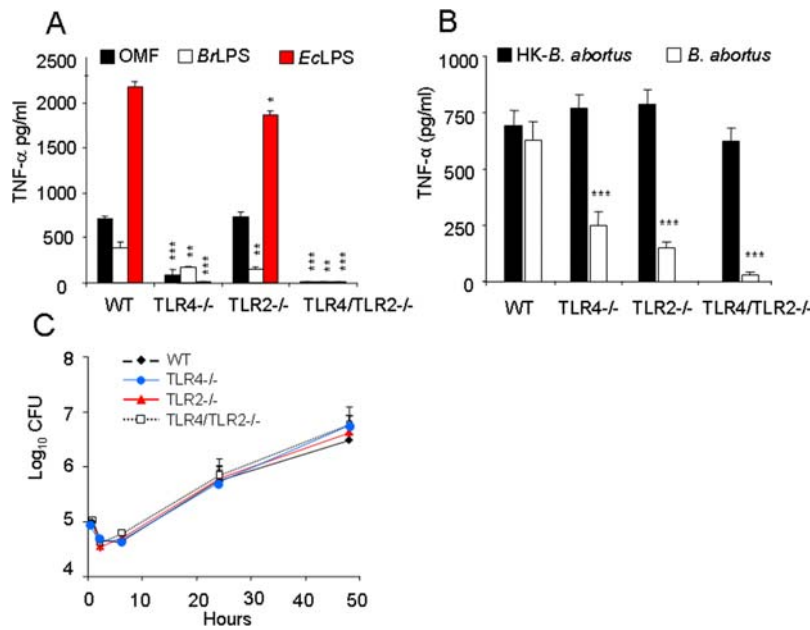 A
OMF BrLPS EcLPS
TNF-α pg/ml
2500
2000
1500
1000
500
0
*
*** ** ***
**
*** ** ***
WT TLR4-/- TLR2-/- TLR4/TLR2-/-
B
HK-B. abortus B. abortus
TNF-α (pg/ml)
1000
750
500
250
0
***
***
***
WT TLR4-/- TLR2-/- TLR4/TLR2-/-
C
WT
TLR4-/-
TLR2-/-
TLR4/TLR2-/-
Log10 CFU
8
7
6
5
4
0 10 20 30 40 50
Hours